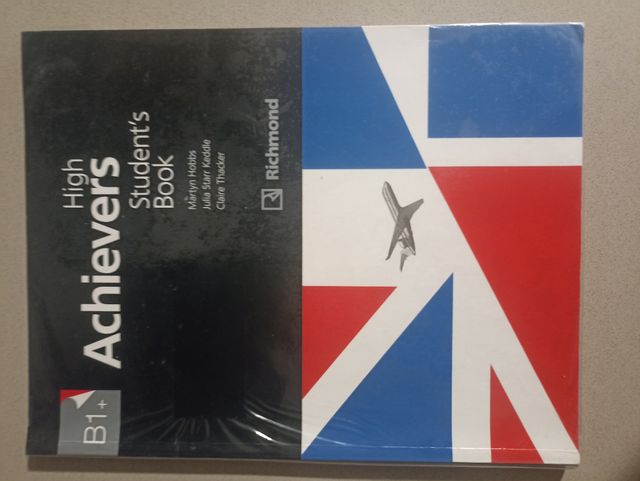 High
Achievers
Student's
Book
Martyn Hobbs
Julia Starr Keddle
Claire Thacker
Richmond
B1+